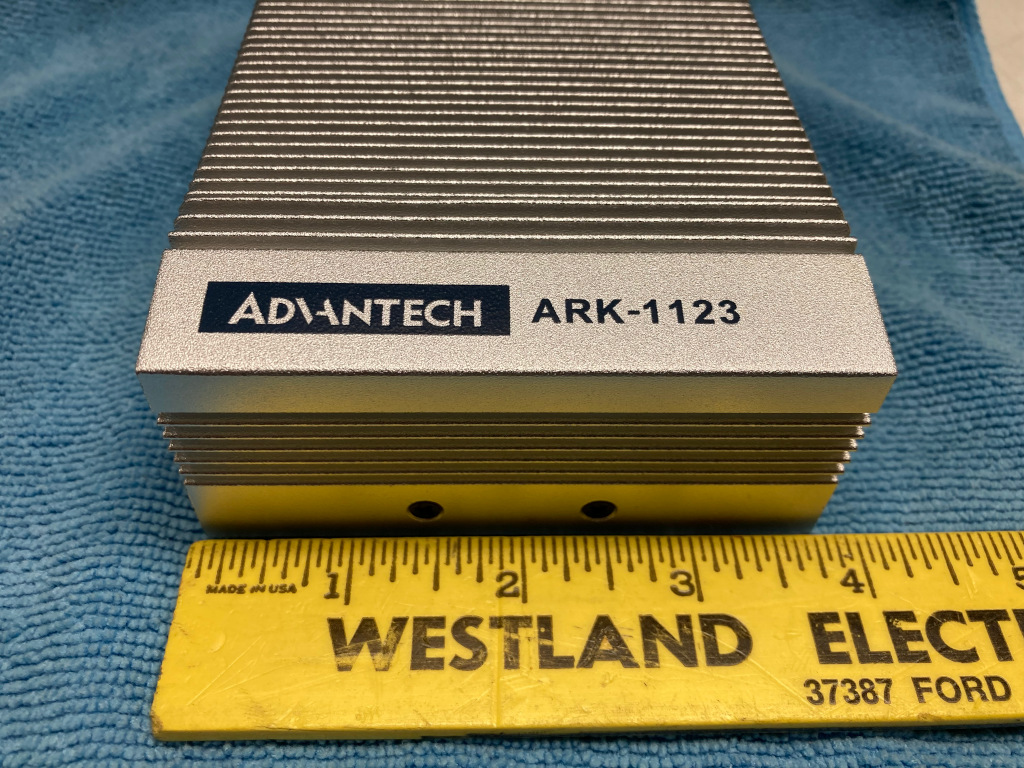 ADVANTECH ARK-1123
1 2 3 4 5
MADE IN USA
WESTLAND ELECT
37387 FORD